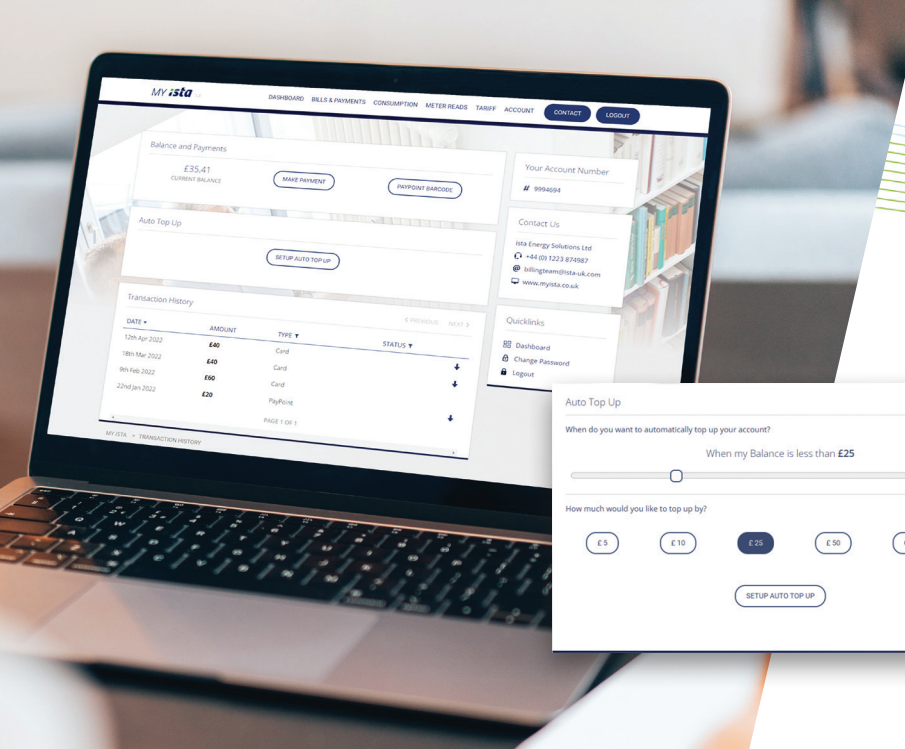 MY ista
DASHBOARD BILLS & PAYMENTS CONSUMPTION METER READS TARIFF ACCOUNT CONTACT LOGOUT
Balance and Payments
£35.41
CURRENT BALANCE
MAKE PAYMENT
PAYPOINT BARCODE
Auto Top Up
SETUP AUTO TOP UP
Transaction History
< PREVIOUS NEXT >
DATE AMOUNT TYPE STATUS
12th Apr 2022 £40 Card
18th Mar 2022 £40 Card
9th Feb 2022 £60 Card
22nd Jan 2022 £20 PayPoint
PAGE 1 OF 1
MY ISTA > TRANSACTION HISTORY
Your Account Number
# 9994694
Contact Us
ista Energy Solutions Ltd
+44 (0) 1223 874987
@ billingteam@ista-uk.com
www.myista.co.uk
Quicklinks
Dashboard
Change Password
Logout
Auto Top Up
When do you want to automatically top up your account?
When my Balance is less than £25
How much would you like to top up by?
£ 5 £ 10 £ 25 £ 50
SETUP AUTO TOP UP